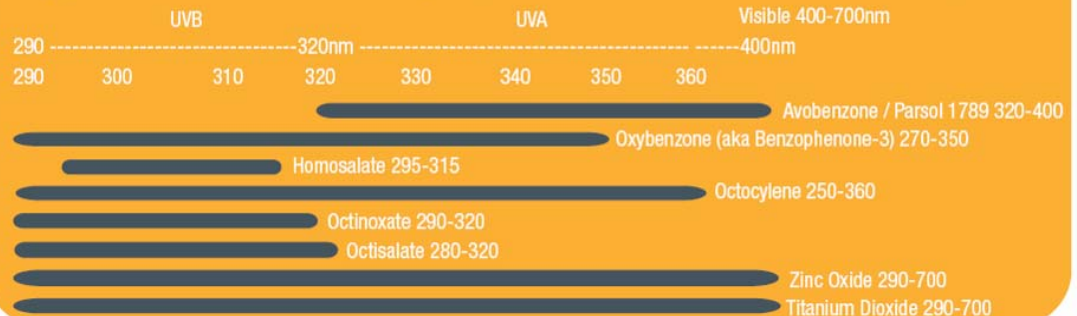 UVB UVA Visible 400-700nm
290 --------------------------------320nm ------------------------------------------- ------400nm
290 300 310 320 330 340 350 360
Avobenzone / Parsol 1789 320-400
Oxybenzone (aka Benzophenone-3) 270-350
Homosalate 295-315
Octocylene 250-360
Octinoxate 290-320
Octisalate 280-320
Zinc Oxide 290-700
Titanium Dioxide 290-700